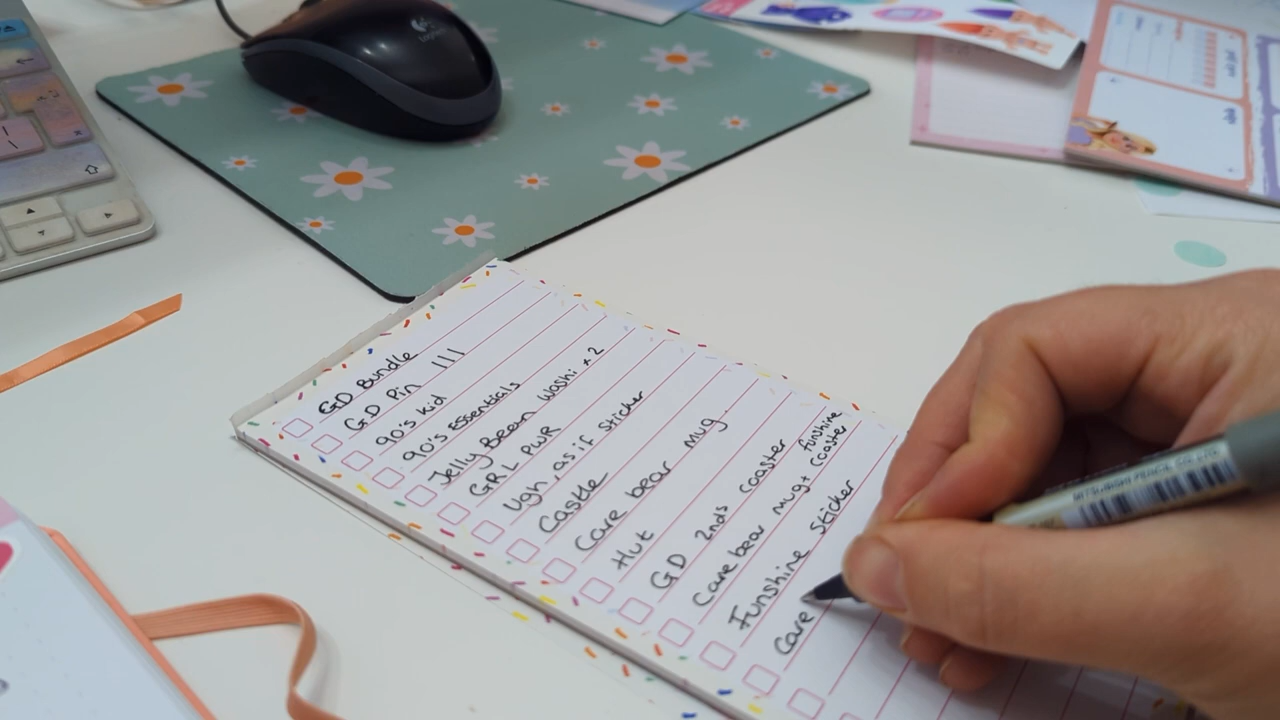 Logitech
GD Bundle
GD Pin III
90's kid
90's Essentials
Jelly Bean Washi x 2
GRL PWR
Ugh, as if sticker
Castle
Care bear mug.
Hut
GD 2nds coaster
Care bear mug + coaster funshine
Funshine sticker
Care